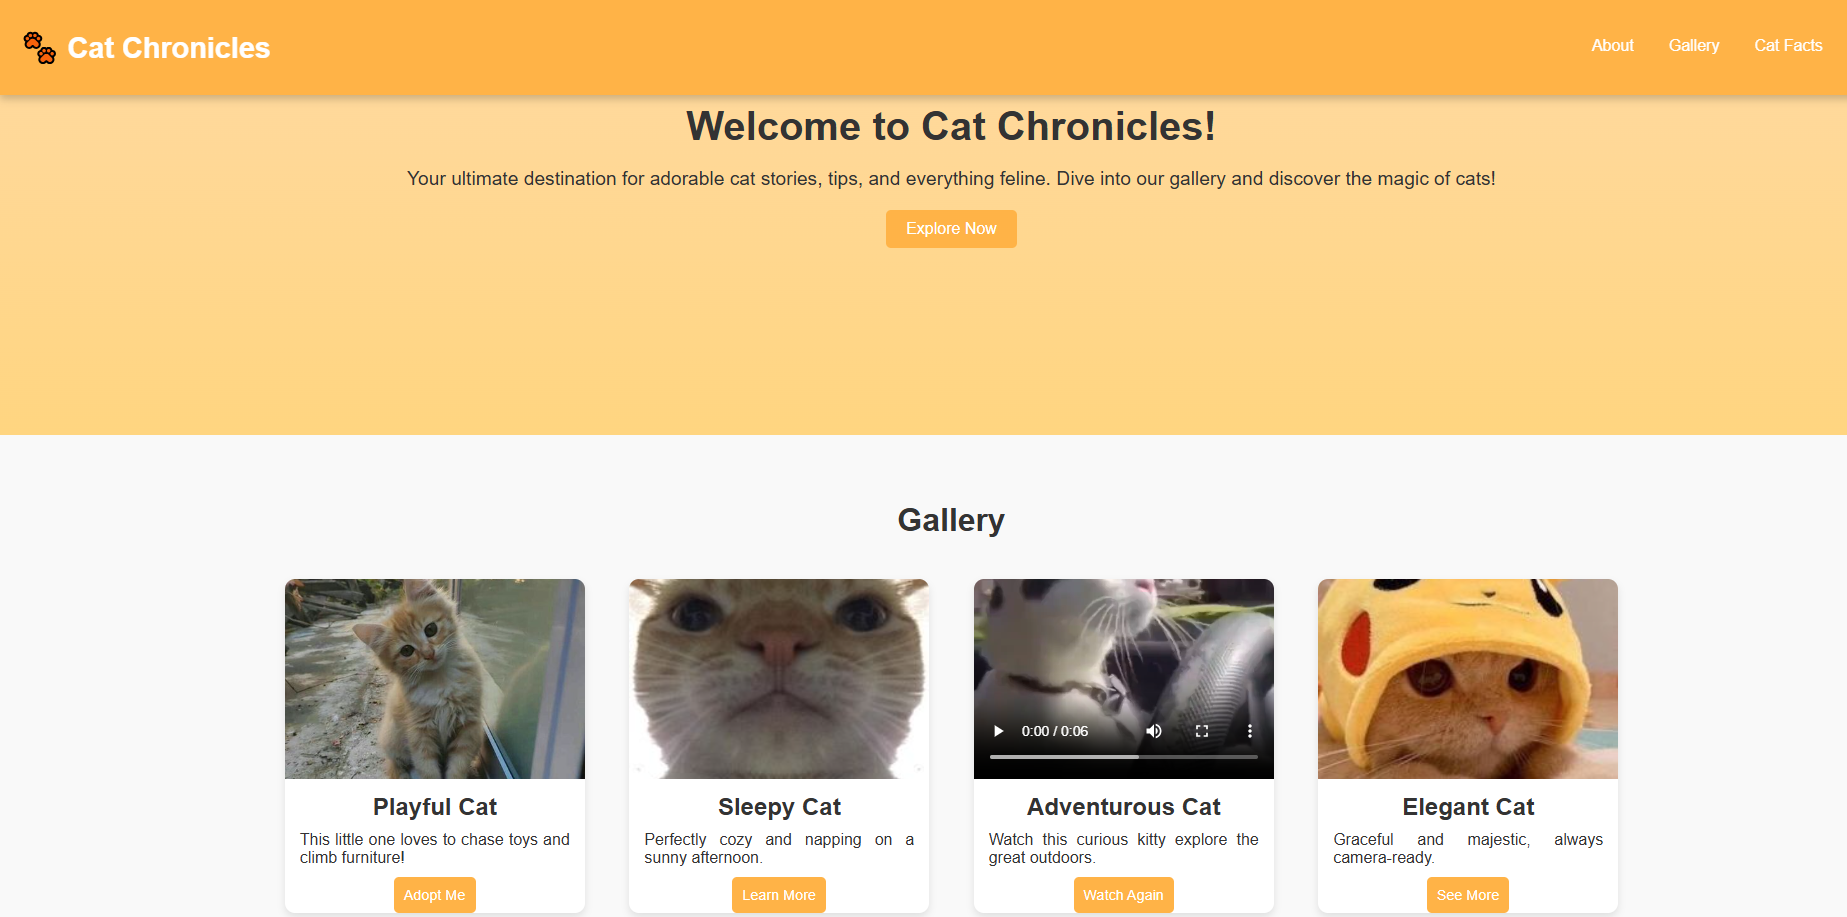 Cat Chronicles
About
Gallery
Cat Facts
Welcome to Cat Chronicles!
Your ultimate destination for adorable cat stories, tips, and everything feline. Dive into our gallery and discover the magic of cats!
Explore Now
Gallery
0:00 / 0:06
Playful Cat
This little one loves to chase toys and
climb furniture!
Adopt Me
Sleepy Cat
Perfectly cozy and napping on a
sunny afternoon.
Learn More
Adventurous Cat
Watch this curious kitty explore the
great outdoors.
Watch Again
Elegant Cat
Graceful and majestic, always
camera-ready.
See More